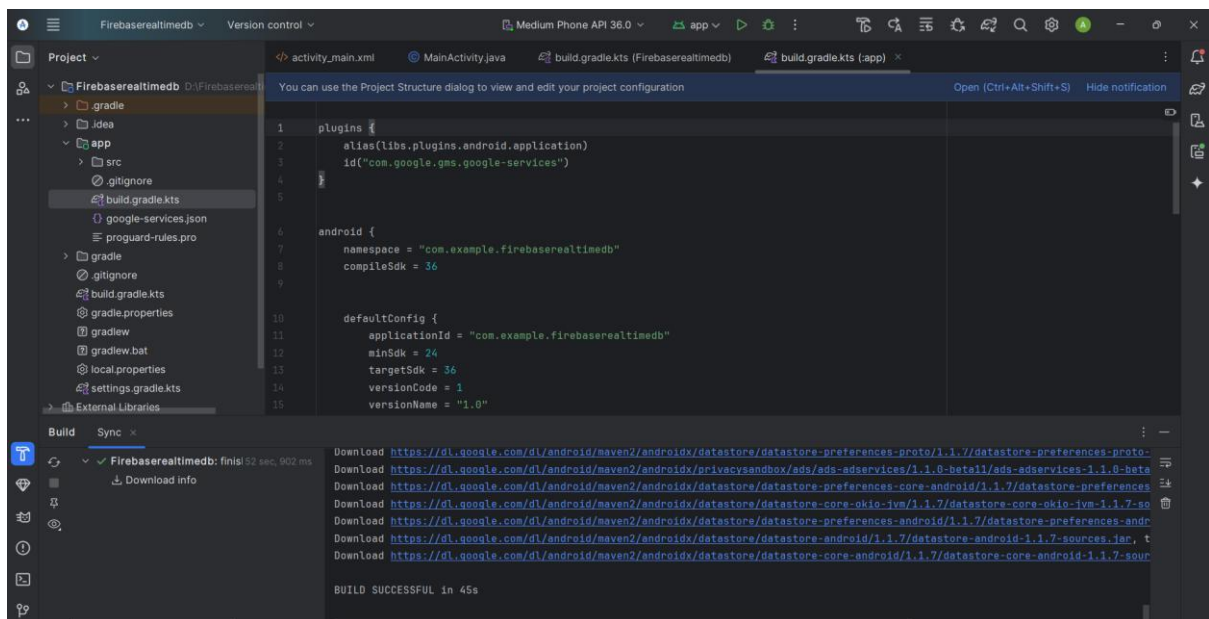 Firebaserealtimedb
Version control
Medium Phone API 36.0
app
A
Project
activity_main.xml
MainActivity.java
build.gradle.kts (Firebaserealtimedb)
build.gradle.kts (:app)
Firebaserealtimedb D:\Firebaserealti
You can use the Project Structure dialog to view and edit your project configuration
Open (Ctrl+Alt+Shift+S)
Hide notification
.gradle
.idea
app
src
.gitignore
build.gradle.kts
google-services.json
proguard-rules.pro
gradle
.gitignore
build.gradle.kts
gradle.properties
gradlew
gradlew.bat
local.properties
settings.gradle.kts
External Libraries
1 plugins {
2 alias(libs.plugins.android.application)
3 id("com.google.gms.google-services")
4 }
5
6 android {
7 namespace = "com.example.firebaserealtimedb"
8 compileSdk = 36
9
10 defaultConfig {
11 applicationId = "com.example.firebaserealtimedb"
12 minSdk = 24
13 targetSdk = 36
14 versionCode = 1
15 versionName = "1.0"
Build
Sync
Firebaserealtimedb: finis 52 sec, 902 ms
Download info
Download https://dl.google.com/dl/android/maven2/androidx/datastore/datastore-preferences-proto/1.1.7/datastore-preferences-proto-
Download https://dl.google.com/dl/android/maven2/androidx/privacysandbox/ads/ads-adservices/1.1.0-beta11/ads-adservices-1.1.0-beta
Download https://dl.google.com/dl/android/maven2/androidx/datastore/datastore-preferences-core-android/1.1.7/datastore-preferences
Download https://dl.google.com/dl/android/maven2/androidx/datastore/datastore-core-okio-jvm/1.1.7/datastore-core-okio-jvm-1.1.7-so
Download https://dl.google.com/dl/android/maven2/androidx/datastore/datastore-preferences-android/1.1.7/datastore-preferences-andr
Download https://dl.google.com/dl/android/maven2/androidx/datastore/datastore-android/1.1.7/datastore-android-1.1.7-sources.jar, t
Download https://dl.google.com/dl/android/maven2/androidx/datastore/datastore-core-android/1.1.7/datastore-core-android-1.1.7-sour
BUILD SUCCESSFUL in 45s